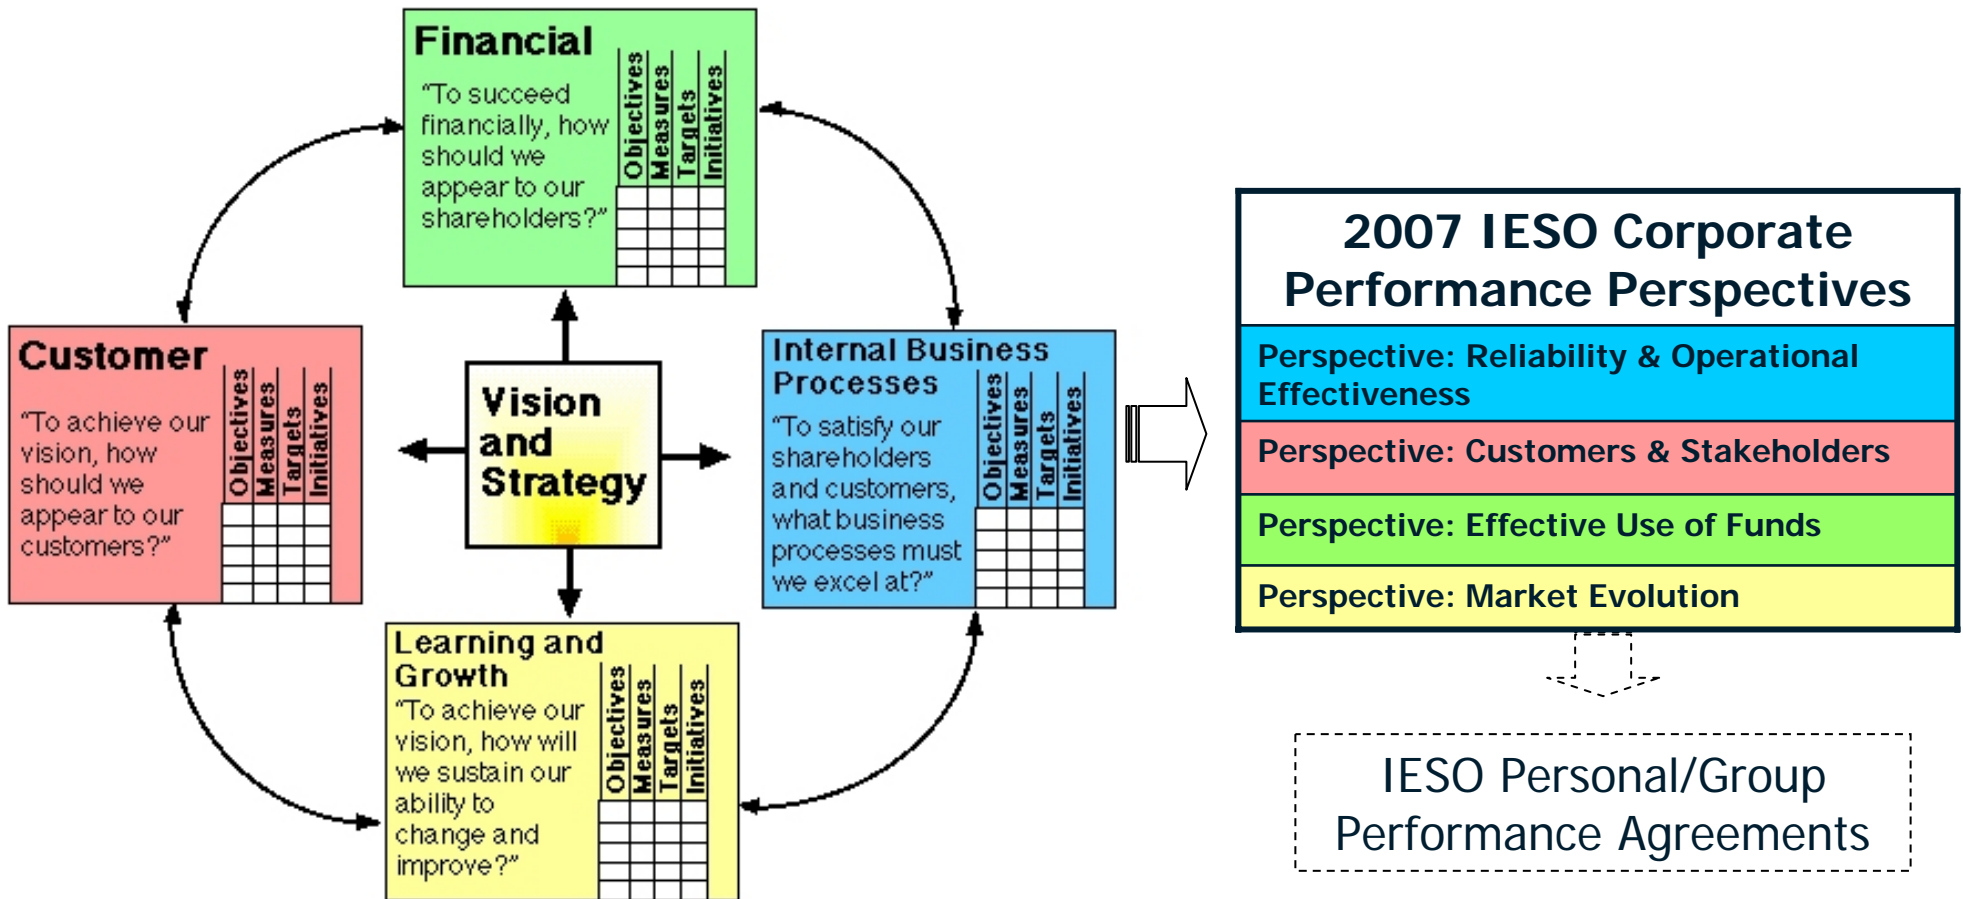 Financial
“To succeed
financially, how
should we
appear to our
shareholders?”
Objectives
Measures
Targets
Initiatives
Customer
“To achieve our
vision, how
should we
appear to our
customers?”
Objectives
Measures
Targets
Initiatives
Vision
and
Strategy
Internal Business
Processes
“To satisfy our
shareholders
and customers,
what business
processes must
we excel at?”
Objectives
Measures
Targets
Initiatives
Learning and
Growth
“To achieve our
vision, how will
we sustain our
ability to
change and
improve?”
Objectives
Measures
Targets
Initiatives
2007 IESO Corporate
Performance Perspectives
Perspective: Reliability & Operational
Effectiveness
Perspective: Customers & Stakeholders
Perspective: Effective Use of Funds
Perspective: Market Evolution
IESO Personal/Group
Performance Agreements